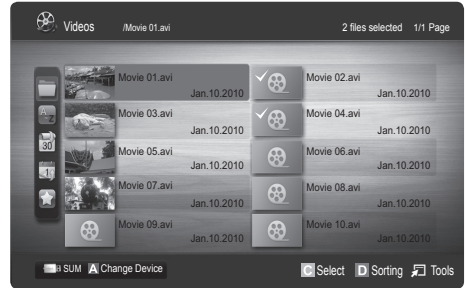 Videos /Movie 01.avi 2 files selected 1/1 Page
Movie 01.avi Movie 02.avi
Jan.10.2010 Jan.10.2010
Movie 03.avi Movie 04.avi
Jan.10.2010 Jan.10.2010
Movie 05.avi Movie 06.avi
Jan.10.2010 Jan.10.2010
Movie 07.avi Movie 08.avi
Jan.10.2010 Jan.10.2010
Movie 09.avi Movie 10.avi
Jan.10.2010 Jan.10.2010
A Z
30
1
SUM A Change Device C Select D Sorting Tools